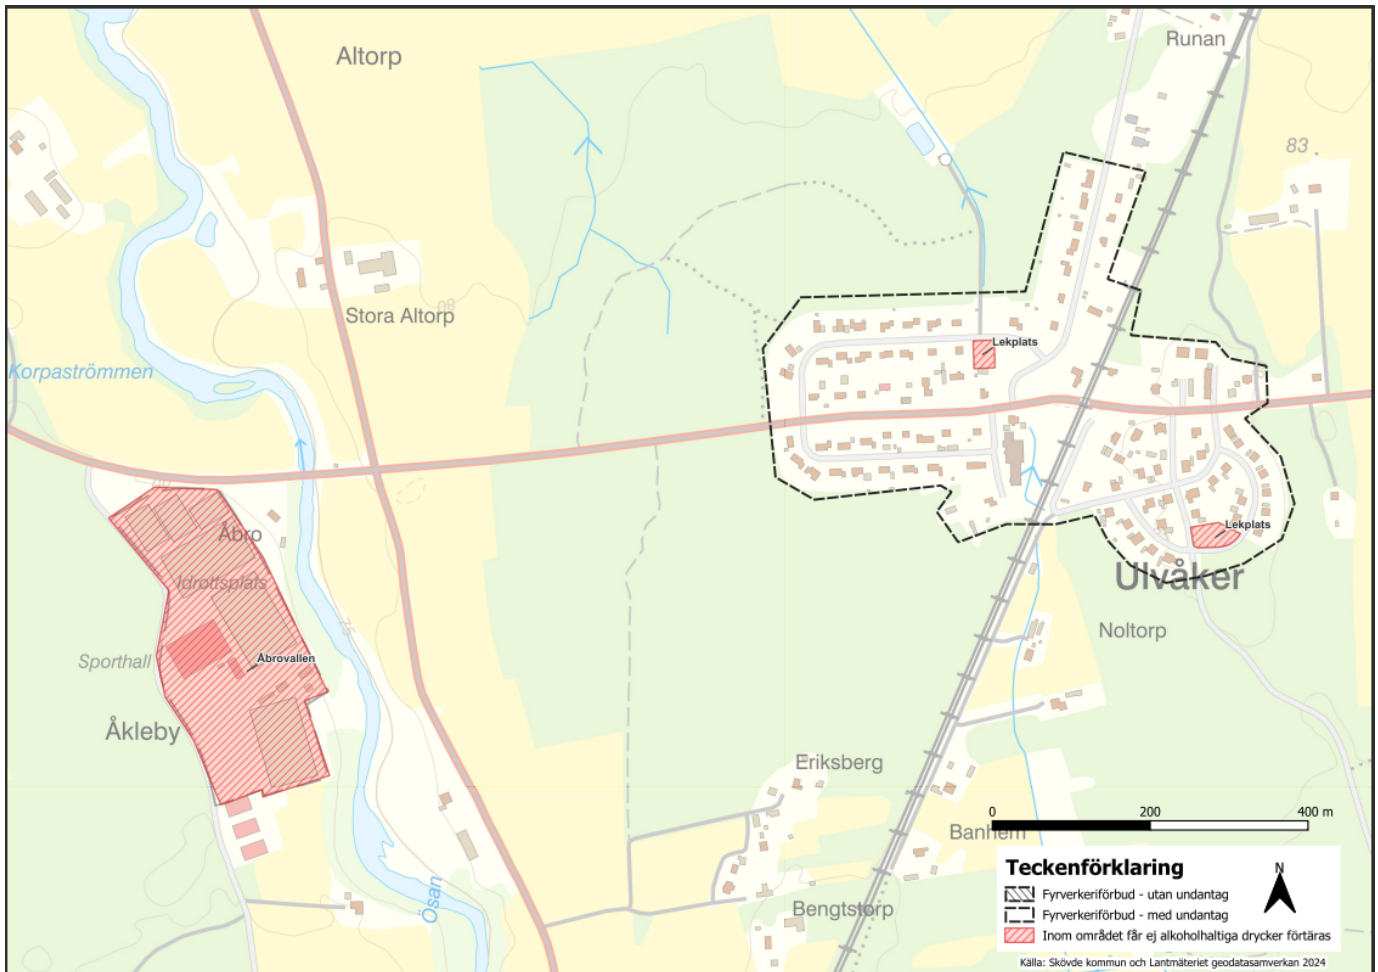 Runan
Altorp
83
80
Stora Altorp
Lekplats
Korpaströmmen
Åbro
Lekplats
Idrottsplats
Ulvåker
75
Noltorp
Sporthall
Åbrovallen
Åkleby
Eriksberg
0 200 400 m
Banhem
Teckenförklaring
N
Fyrverkeriförbud - utan undantag
Ösan
Bengtstorp
Fyrverkeriförbud - med undantag
Inom området får ej alkoholhaltiga drycker förtäras
Källa: Skövde kommun och Lantmäteriet geodatasamverkan 2024